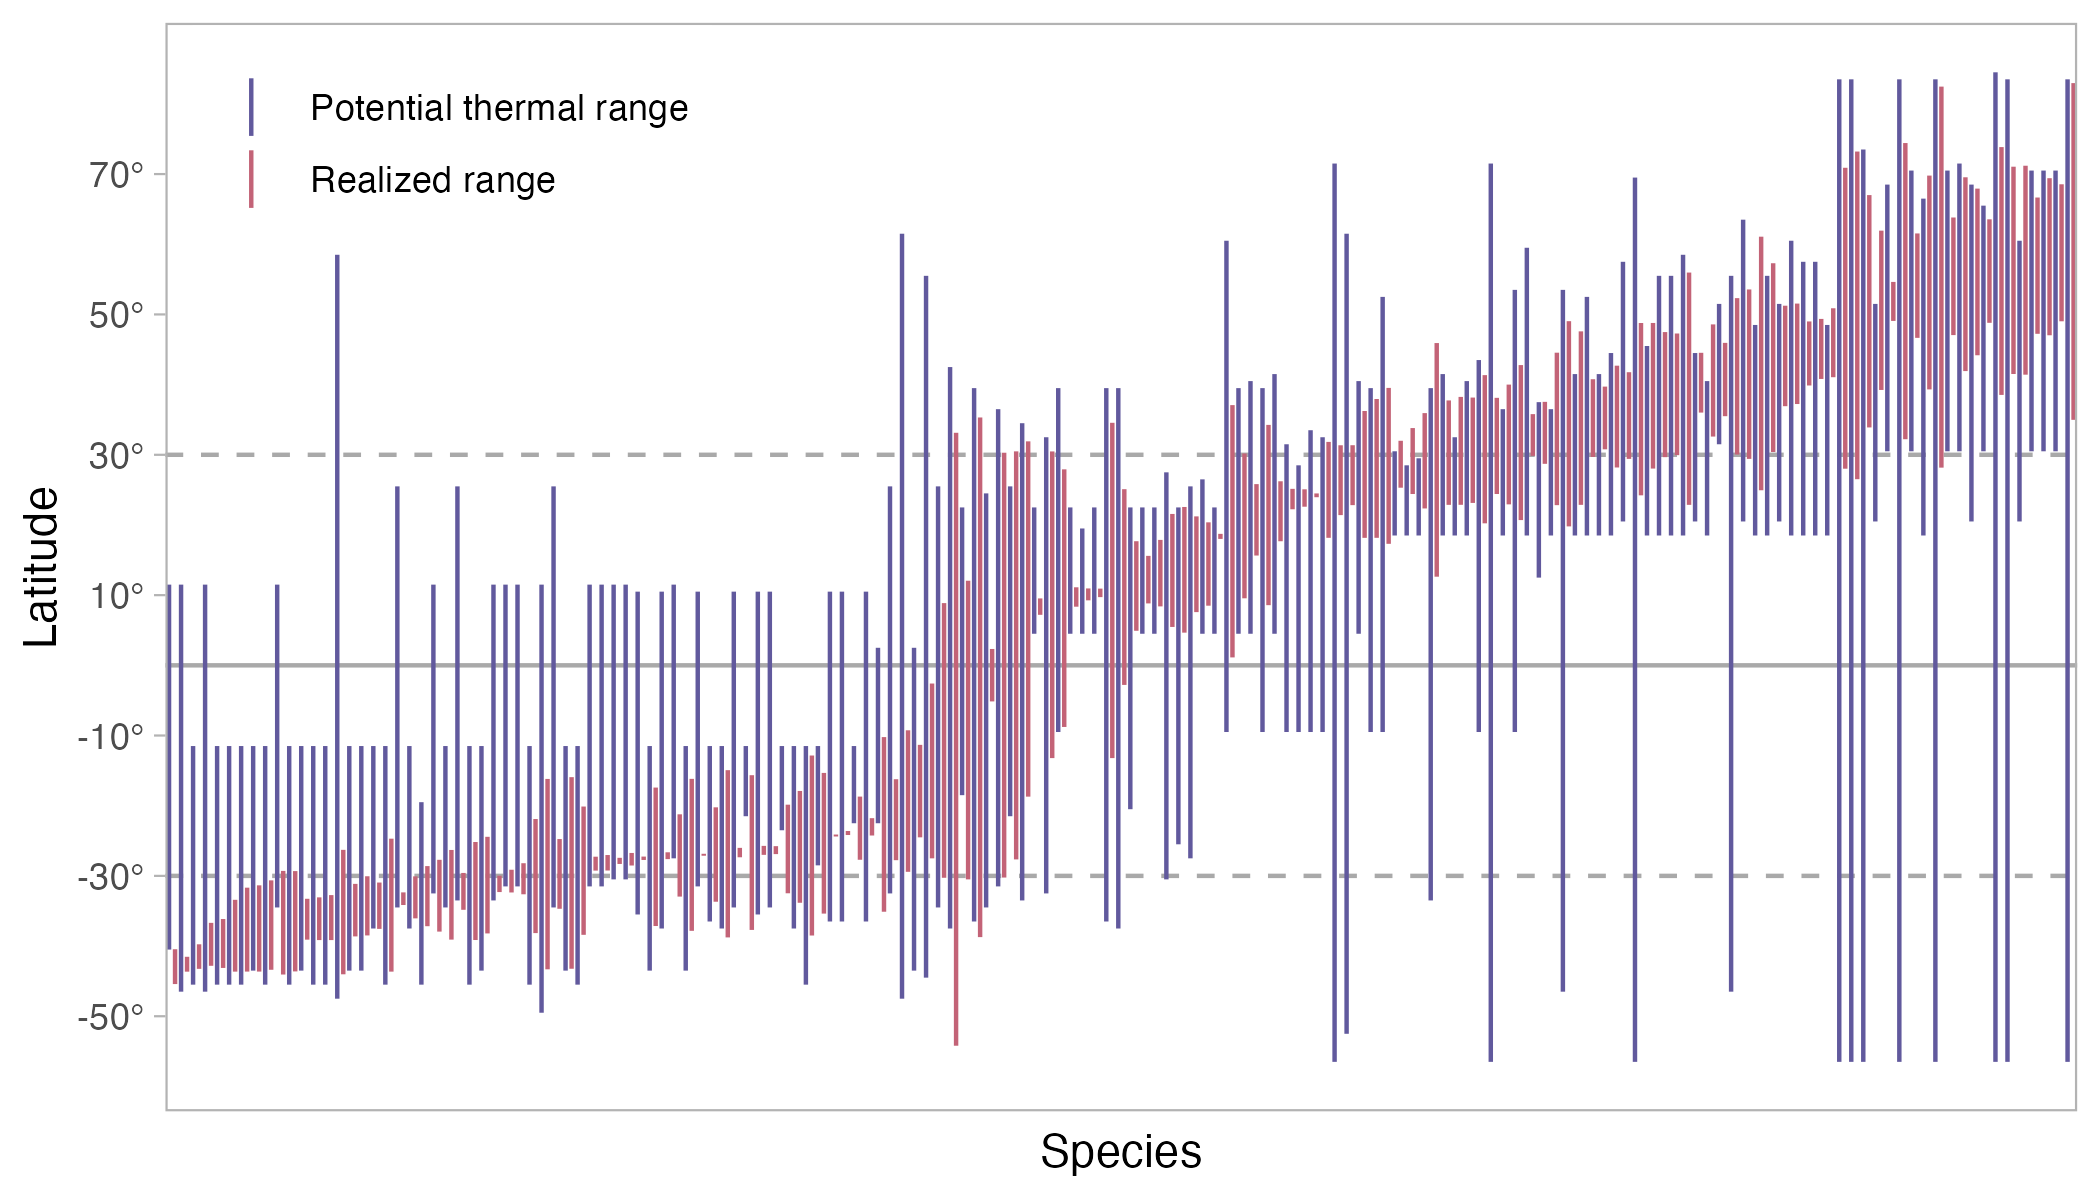 Potential thermal range
Realized range
70°
50°
30°
10°
-10°
-30°
-50°
Latitude
Species